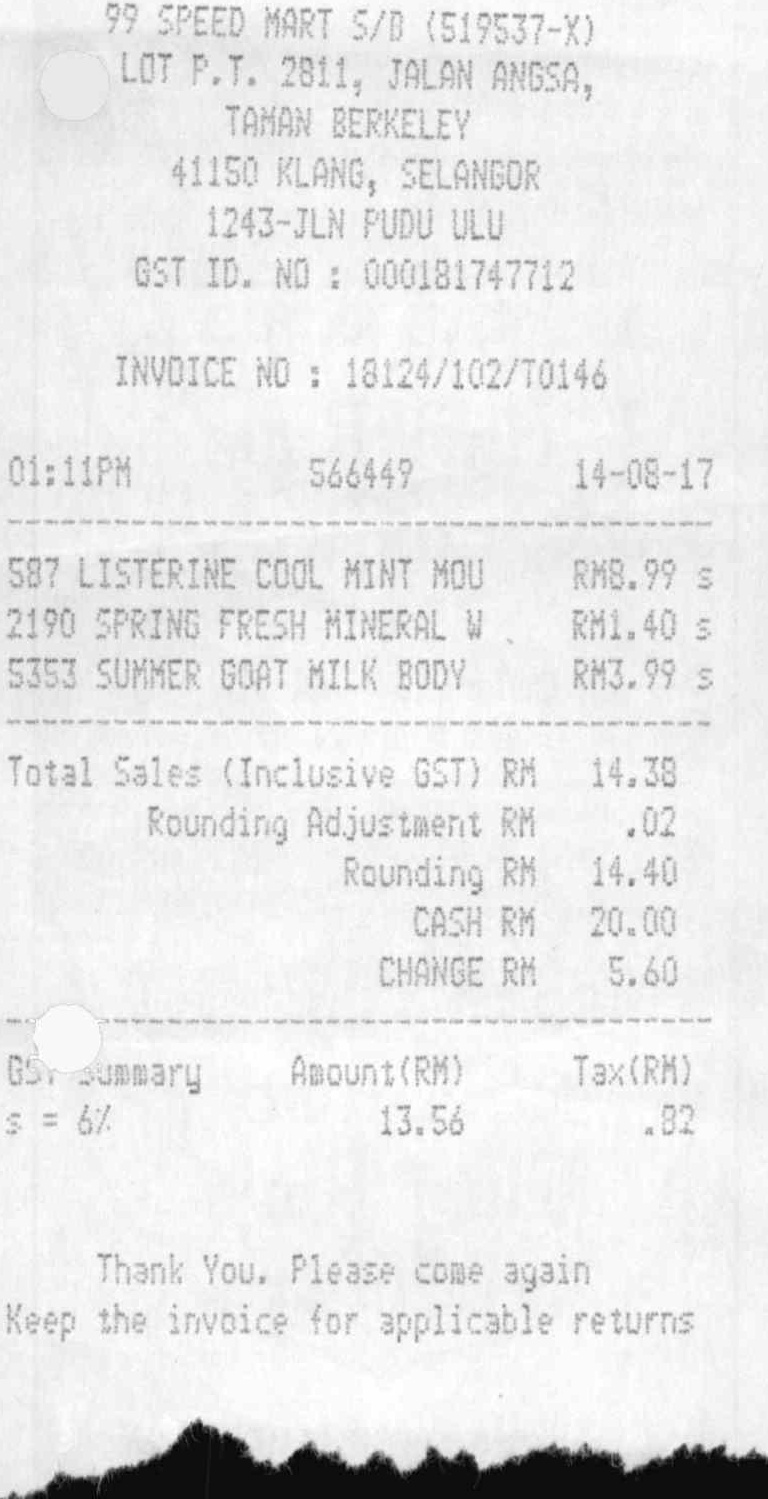 99 SPEED MART S/B (519537-X)
LOT P.T. 2811, JALAN ANGSA,
TAMAN BERKELEY
41150 KLANG, SELANGOR
1243-JLN PUDU ULU
GST ID. NO : 000181747712
INVOICE NO : 18124/102/T0146
01:11PM 566449 14-08-17
587 LISTERINE COOL MINT MOU RM8.99 s
2190 SPRING FRESH MINERAL W RM1.40 s
5353 SUMMER GOAT MILK BODY RM3.99 s
Total Sales (Inclusive GST) RM 14.38
Rounding Adjustment RM .02
Rounding RM 14.40
CASH RM 20.00
CHANGE RM 5.60
GST Summary Amount(RM) Tax(RM)
s = 6% 13.56 .82
Thank You. Please come again
Keep the invoice for applicable returns